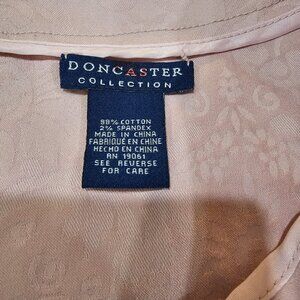 DONCASTER
COLLECTION
98% COTTON
2% SPANDEX
MADE IN CHINA
FABRIQUÉ EN CHINE
HECHO EN CHINA
RN 19061
SEE REVERSE
FOR CARE